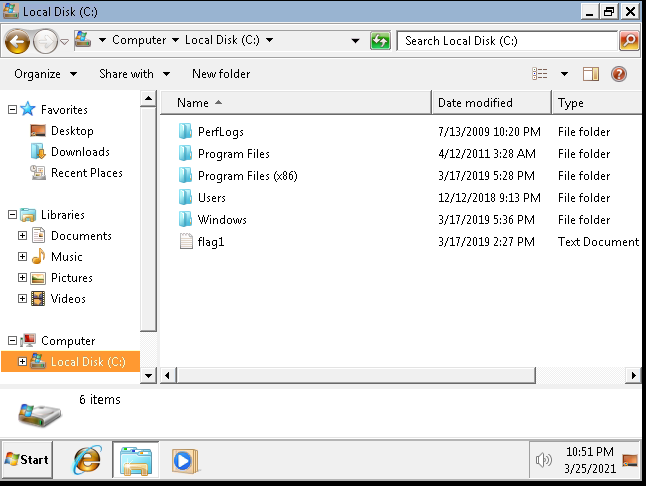 Local Disk (C:)
Computer Local Disk (C:) Search Local Disk (C:)
Organize Share with New folder
Name Date modified Type
Favorites
Desktop
Downloads
Recent Places
Libraries
Documents
Music
Pictures
Videos
Computer
Local Disk (C:)
PerfLogs 7/13/2009 10:20 PM File folder
Program Files 4/12/2011 3:28 AM File folder
Program Files (x86) 3/17/2019 5:28 PM File folder
Users 12/12/2018 9:13 PM File folder
Windows 3/17/2019 5:36 PM File folder
flag1 3/17/2019 2:27 PM Text Document
6 items
Start
10:51 PM
3/25/2021